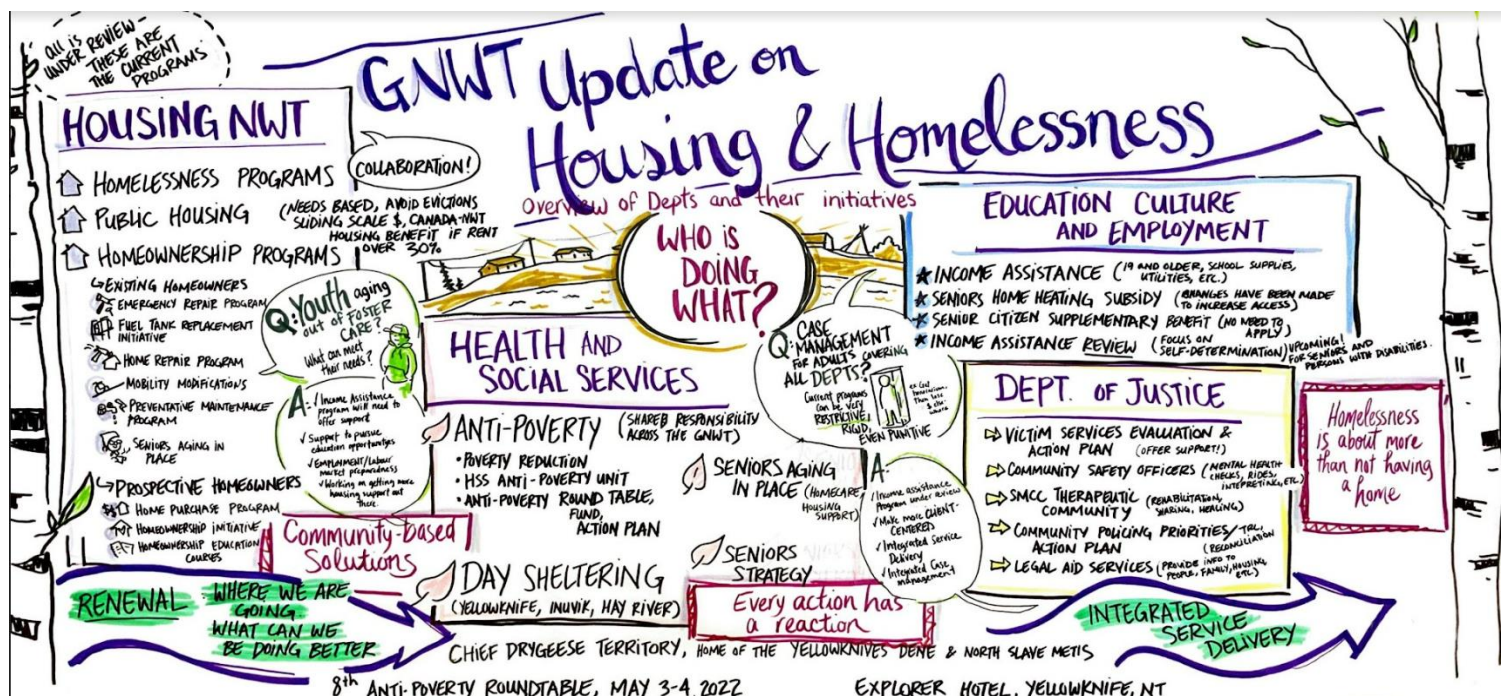 ALL IS
UNDER REVIEW -
THESE ARE
THE CURRENT
PROGRAMS.
GNWT Update on
Housing & Homelessness
Overview of Depts and their initiatives
HOUSING NWT
HOMELESSNESS PROGRAMS
PUBLIC HOUSING
(NEEDS BASED, AVOID EVICTIONS
SLIDING SCALE $, CANADA-NWT
HOUSING BENEFIT IF RENT
OVER 30%
HOMEOWNERSHIP PROGRAMS
COLLABORATION!
EXISTING HOMEOWNERS
EMERGENCY REPAIR PROGRAM
FUEL TANK REPLACEMENT
INITIATIVE
HOME REPAIR PROGRAM
MOBILITY MODIFICATIONS
PREVENTATIVE MAINTENANCE
PROGRAM
SENIORS AGING IN
PLACE
PROSPECTIVE HOMEOWNERS
HOME PURCHASE PROGRAM
HOMEOWNERSHIP INITIATIVE
HOMEOWNERSHIP EDUCATION
COURSES
Q: Youth aging
out of FOSTER
CARE?
What can meet
their needs?
A:
✓ Income Assistance
program will need to
offer support
✓ Support to pursue
education opportunities
✓ EMPLOYMENT/Labour
market preparedness
✓ Working on getting more
housing support out
there.
Community-based
Solutions
WHO IS
DOING
WHAT?
HEALTH AND
SOCIAL SERVICES
ANTI-POVERTY (SHARED RESPONSIBILITY
ACROSS THE GNWT)
• POVERTY REDUCTION
• HSS ANTI-POVERTY UNIT
• ANTI-POVERTY ROUND TABLE,
FUND,
ACTION PLAN
DAY SHELTERING
(YELLOWKNIFE, INUVIK, HAY RIVER)
SENIORS AGING
IN PLACE (HOMECARE,
HOUSING
SUPPORT)
SENIORS
STRATEGY
Every action has
a reaction
Q: CASE
MANAGEMENT
FOR ADULTS COVERING
ALL DEPTS?
Current programs
can be very
RESTRICTIVE,
RIGID,
EVEN PUNITIVE
A:
✓ Income assistance
Program under review
✓ Make more CLIENT-
CENTERED
✓ Integrated Service
Delivery
✓ Integrated Case
management
EDUCATION CULTURE
AND EMPLOYMENT
★ INCOME ASSISTANCE (19 AND OLDER, SCHOOL SUPPLIES,
UTILITIES, ETC.)
★ SENIORS HOME HEATING SUBSIDY (CHANGES HAVE BEEN MADE
TO INCREASE ACCESS)
★ SENIOR CITIZEN SUPPLEMENTARY BENEFIT (NO NEED TO
APPLY)
★ INCOME ASSISTANCE REVIEW (FOCUS ON
SELF-DETERMINATION) UPCOMING!
FOR SENIORS AND
PERSONS WITH DISABILITIES.
DEPT. OF JUSTICE
VICTIM SERVICES EVALUATION &
ACTION PLAN (OFFER SUPPORT!)
COMMUNITY SAFETY OFFICERS (MENTAL HEALTH
CHECKS, RIDES,
INTEPRETING, ETC.)
SMCC THERAPEUTIC
COMMUNITY (REHABILITATION,
SHARING, HEALING)
COMMUNITY POLICING PRIORITIES/
ACTION PLAN (RECONCILIATION
LEGAL AID SERVICES (PROVIDE INFO TO
PEOPLE, FAMILY, HOUSING,
ETC.)
Homelessness
is about more
than not having
a home
RENEWAL
WHERE WE ARE
GOING
WHAT CAN WE
BE DOING BETTER
INTEGRATED
SERVICE
DELIVERY
CHIEF DRYGEESE TERRITORY, HOME OF THE YELLOWKNIVES DENE & NORTH SLAVE METIS
8th ANTI-POVERTY ROUNDTABLE, MAY 3-4, 2022
EXPLORER HOTEL, YELLOWKNIFE, NT